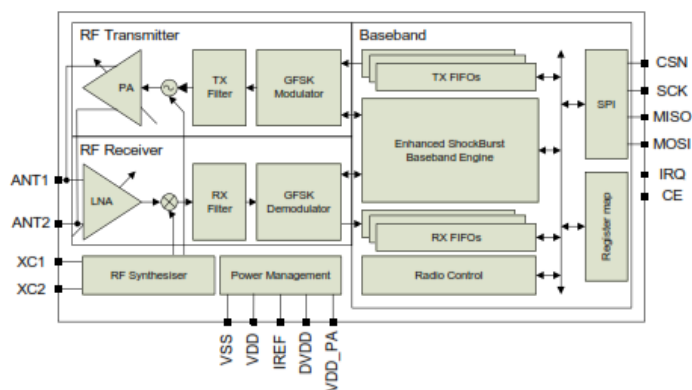 RF Transmitter
Baseband
PA
TX
Filter
GFSK
Modulator
TX FIFOs
SPI
CSN
SCK
MISO
MOSI
Enhanced ShockBurst
Baseband Engine
RF Receiver
IRQ
CE
ANT1
ANT2
LNA
RX
Filter
GFSK
Demodulator
RX FIFOs
Register map
XC1
XC2
RF Synthesiser
Power Management
Radio Control
VSS
VDD
IREF
DVDD
VDD_PA